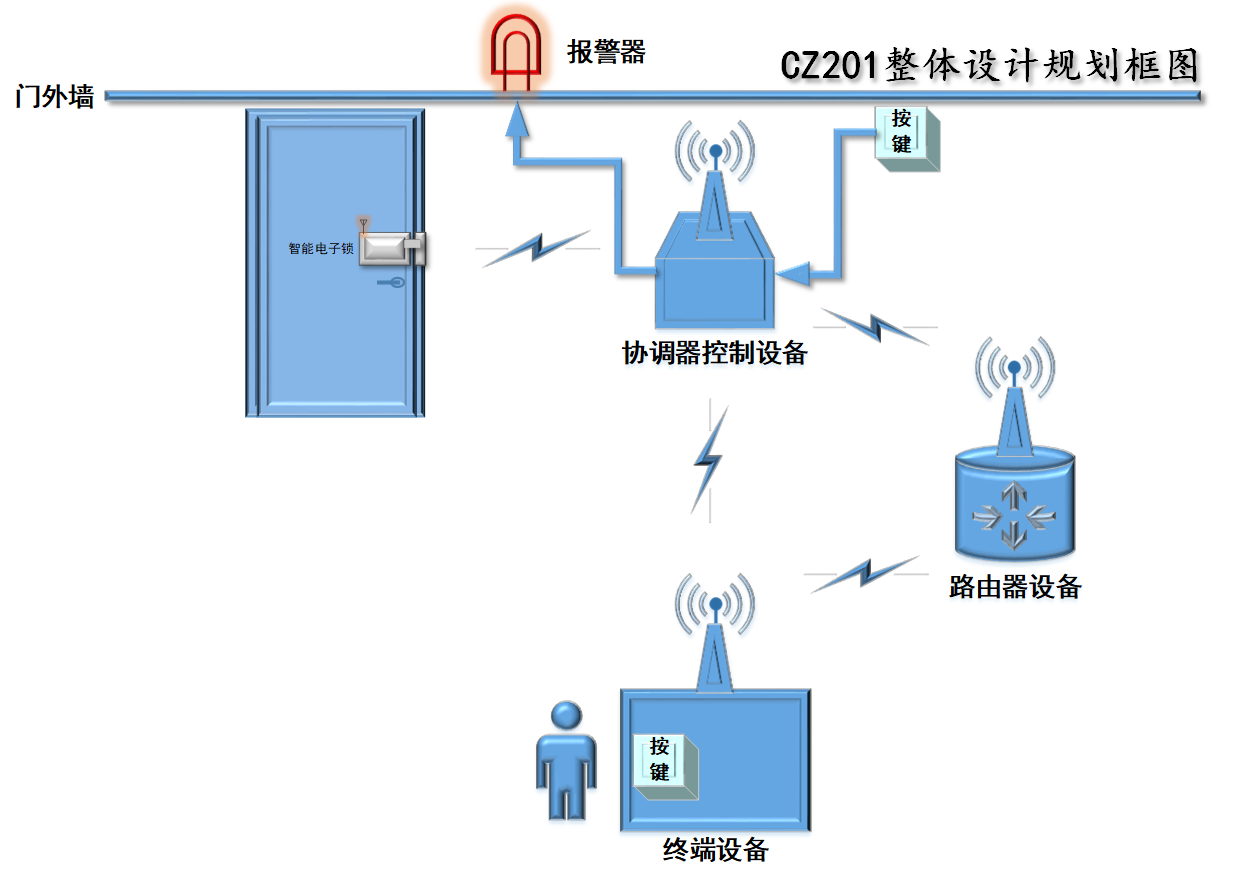 报警器
CZ201整体设计规划框图
门外墙
按
键
智能电子锁
协调器控制设备
路由器设备
按
键
终端设备